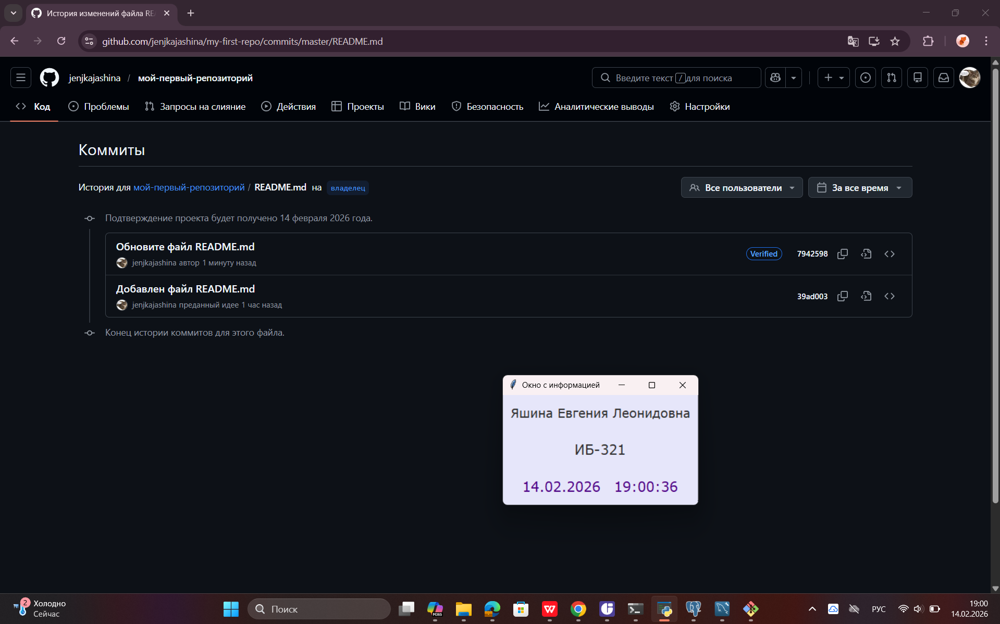 История изменений файла RE
github.com/jenjkajashina/my-first-repo/commits/master/README.md
jenjkajashina / мой-первый-репозиторий
Введите текст / для поиска
Код Проблемы Запросы на слияние Действия Проекты Вики Безопасность Аналитические выводы Настройки
Коммиты
История для мой-первый-репозиторий / README.md на владелец
Все пользователи За все время
Подтверждение проекта будет получено 14 февраля 2026 года.
Обновите файл README.md
jenjkajashina автор 1 минуту назад
Verified 7942598
Добавлен файл README.md
jenjkajashina преданный идее 1 час назад
39ad003
Конец истории коммитов для этого файла.
Окно с информацией
Яшина Евгения Леонидовна
ИБ-321
14.02.2026 19:00:36
2
Холодно
Сейчас
Поиск
M365
РУС
19:00
14.02.2026